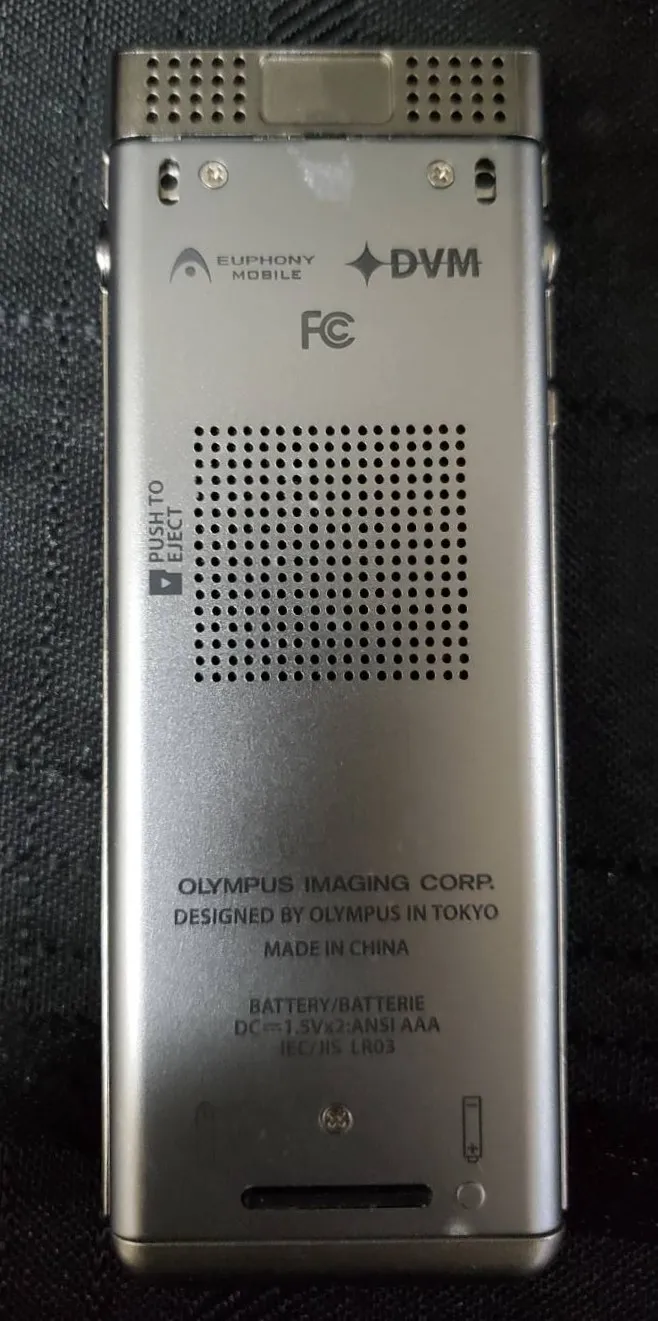 EUPHONY
MOBILE
DVM
FC
PUSH TO
EJECT
OLYMPUS IMAGING CORP.
DESIGNED BY OLYMPUS IN TOKYO
MADE IN CHINA
BATTERY/BATTERIE
DC⎓1.5Vx2:ANSI AAA
IEC/JIS LR03